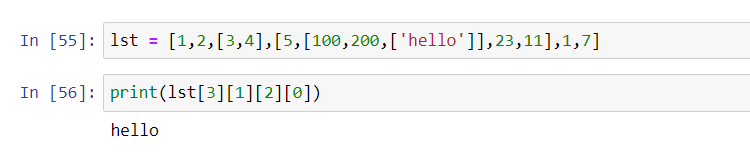 In [55]: lst = [1,2,[3,4],[5,[100,200,['hello']],23,11],1,7]
In [56]: print(lst[3][1][2][0])
hello